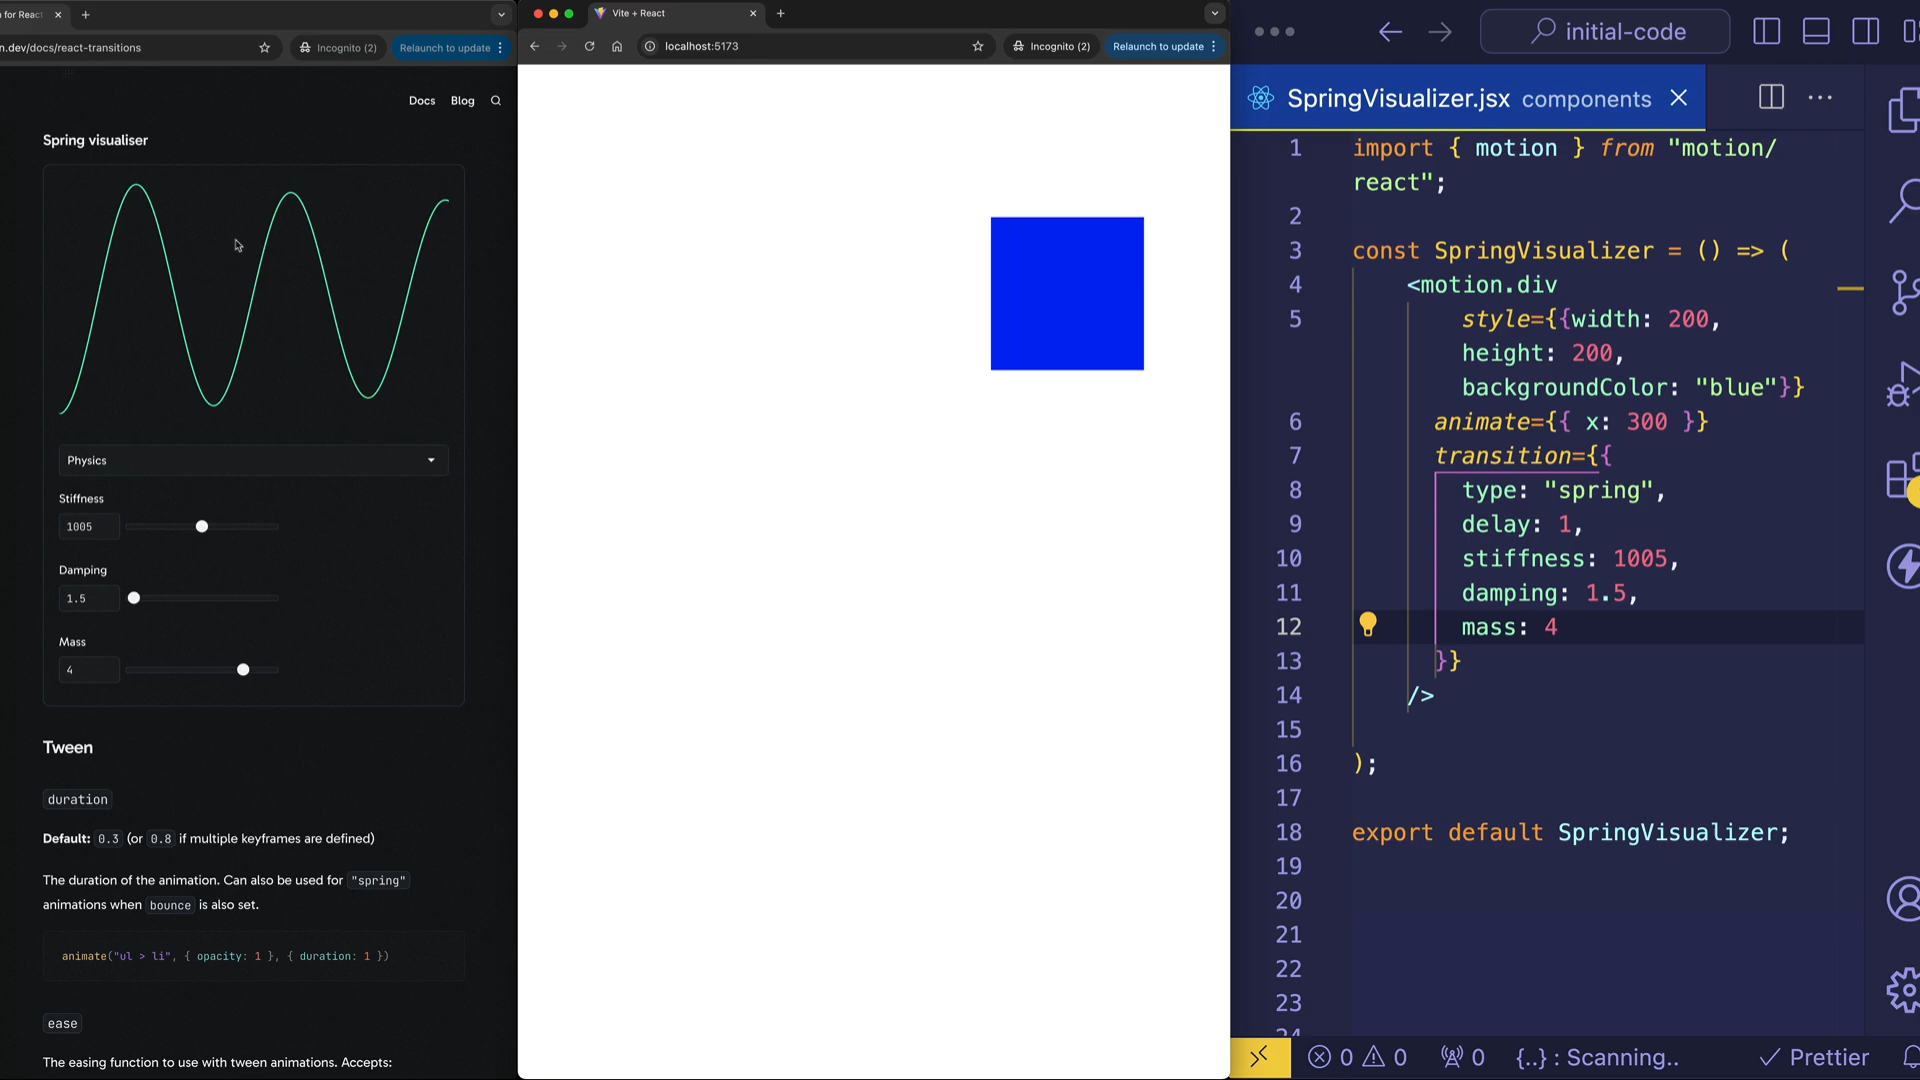 for React
n.dev/docs/react-transitions
Incognito (2)
Relaunch to update
Docs
Blog
Spring visualiser
Physics
Stiffness
1005
Damping
1.5
Mass
4
Tween
duration
Default: 0.3 (or 0.8 if multiple keyframes are defined)
The duration of the animation. Can also be used for "spring"
animations when bounce is also set.
animate("ul > li", { opacity: 1 }, { duration: 1 })
ease
The easing function to use with tween animations. Accepts:
Vite + React
localhost:5173
Incognito (2)
Relaunch to update
initial-code
SpringVisualizer.jsx components
1 import { motion } from "motion/
react";
2
3 const SpringVisualizer = () => (
4 <motion.div
5 style={{width: 200,
height: 200,
backgroundColor: "blue"}}
6 animate={{ x: 300 }}
7 transition={{
8 type: "spring",
9 delay: 1,
10 stiffness: 1005,
11 damping: 1.5,
12 mass: 4
13 }}
14 />
15
16 );
17
18 export default SpringVisualizer;
19
20
21
22
23
24
0 0 0 {..} : Scanning.. Prettier